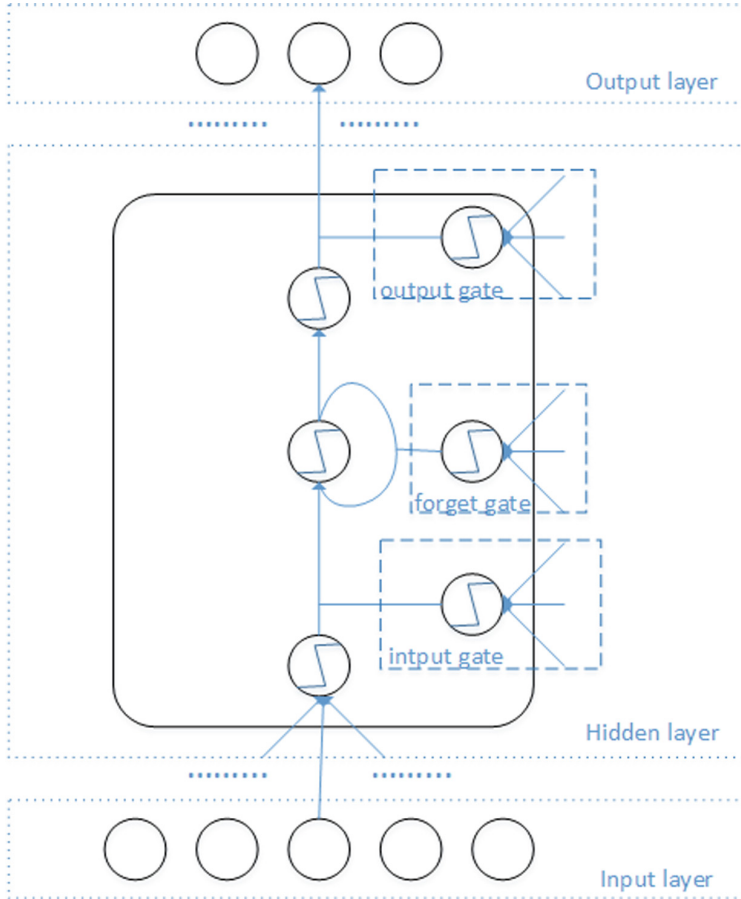 Output layer
output gate
forget gate
intput gate
Hidden layer
Input layer